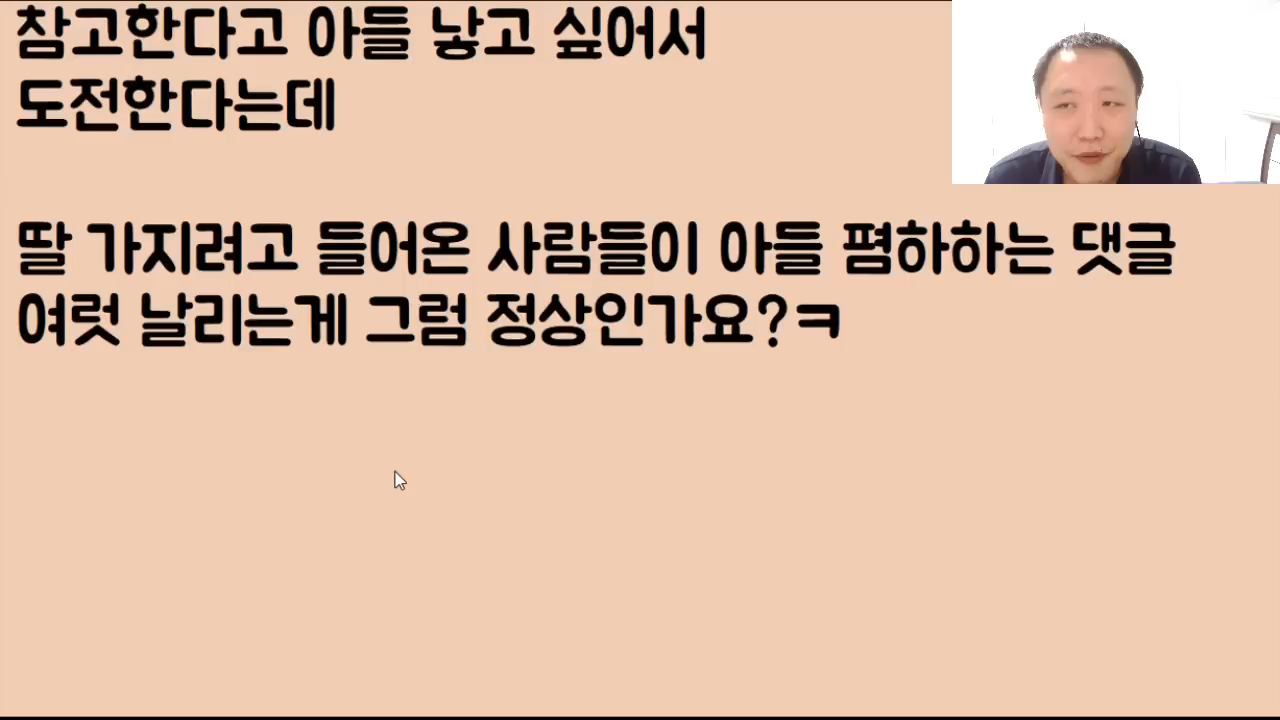 참고한다고 아들 낳고 싶어서
도전한다는데
딸 가지려고 들어온 사람들이 아들 폄하하는 댓글
여럿 날리는게 그럼 정상인가요?ㅋ